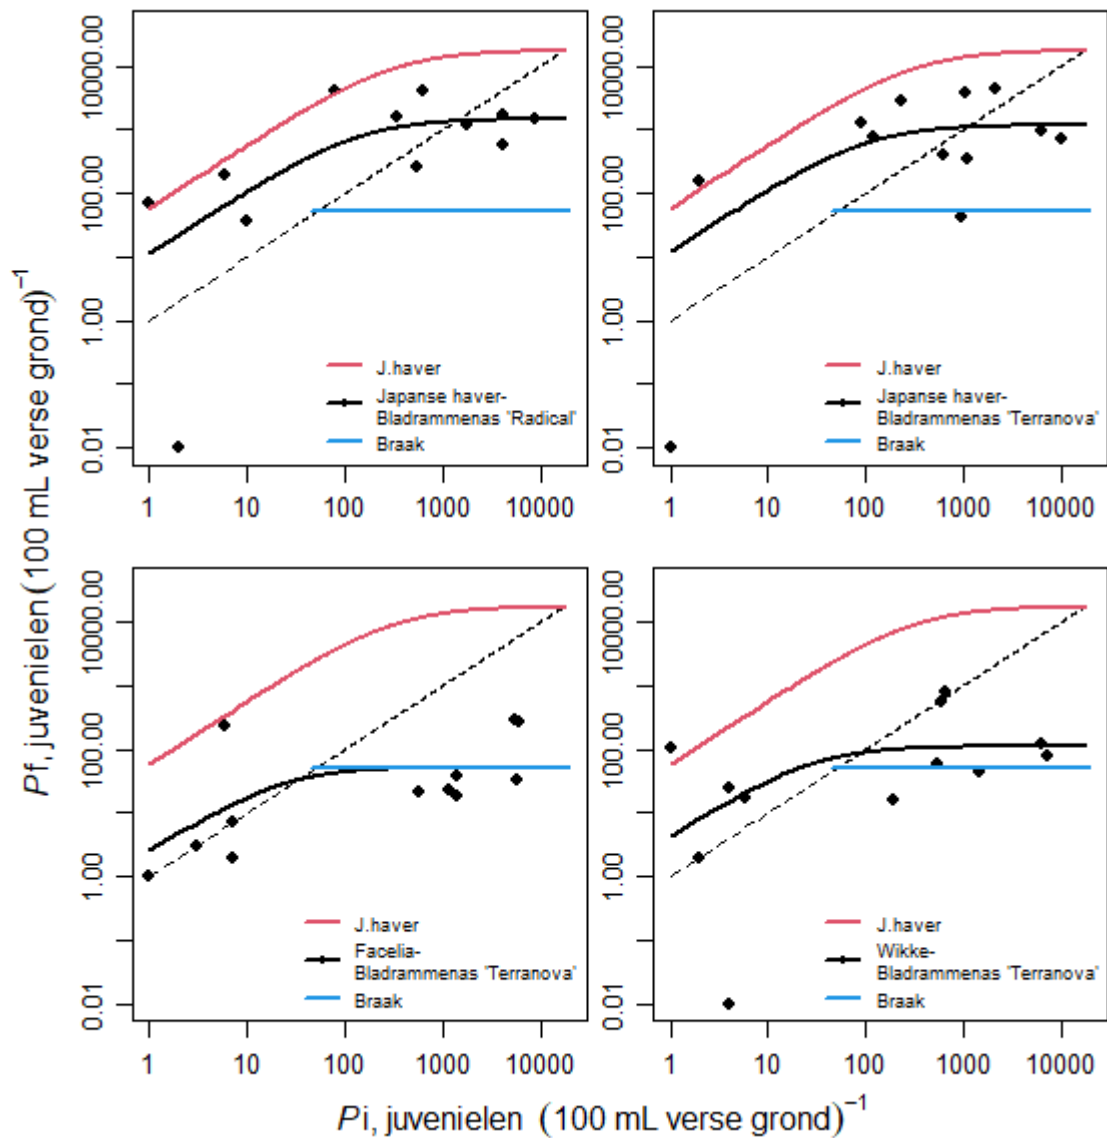 Pf, juvenielen (100 mL verse grond)⁻¹
0.01 1.00 100.00 10000.00
J.haver
Japanse haver-
Bladrammenas "Radical"
Braak
1 10 100 1000 10000
0.01 1.00 100.00 10000.00
J.haver
Japanse haver-
Bladrammenas "Terranova"
Braak
1 10 100 1000 10000
0.01 1.00 100.00 10000.00
J.haver
Facelia-
Bladrammenas "Terranova"
Braak
1 10 100 1000 10000
0.01 1.00 100.00 10000.00
J.haver
Wikke-
Bladrammenas "Terranova"
Braak
1 10 100 1000 10000
Pi, juvenielen (100 mL verse grond)⁻¹